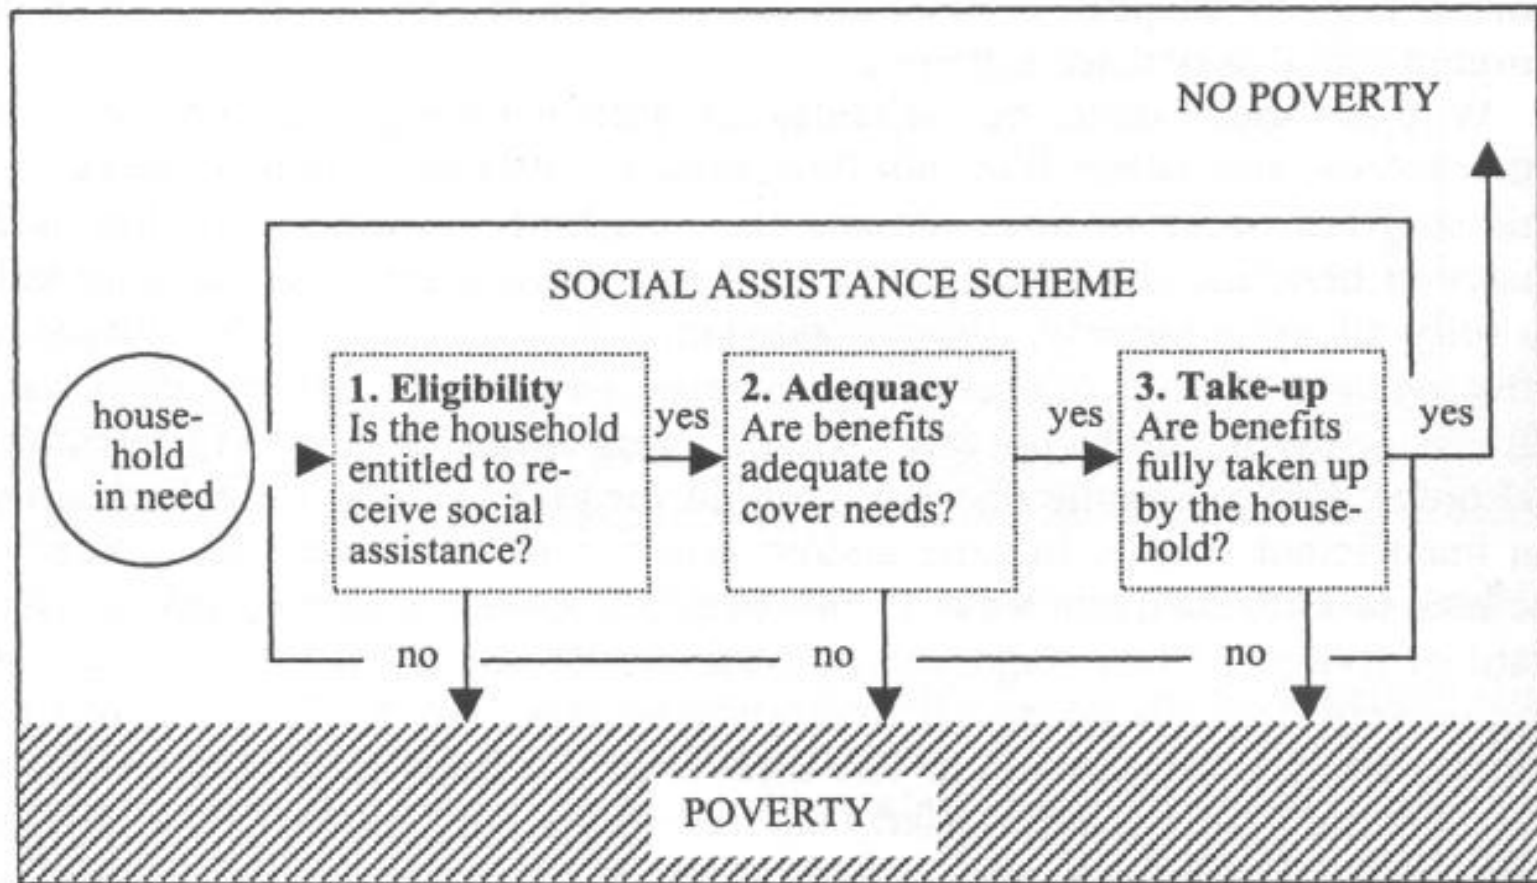 NO POVERTY
SOCIAL ASSISTANCE SCHEME
house-
hold
in need
1. Eligibility
Is the household
entitled to re-
ceive social
assistance?
yes
2. Adequacy
Are benefits
adequate to
cover needs?
yes
3. Take-up
Are benefits
fully taken up
by the house-
hold?
yes
no
no
no
POVERTY